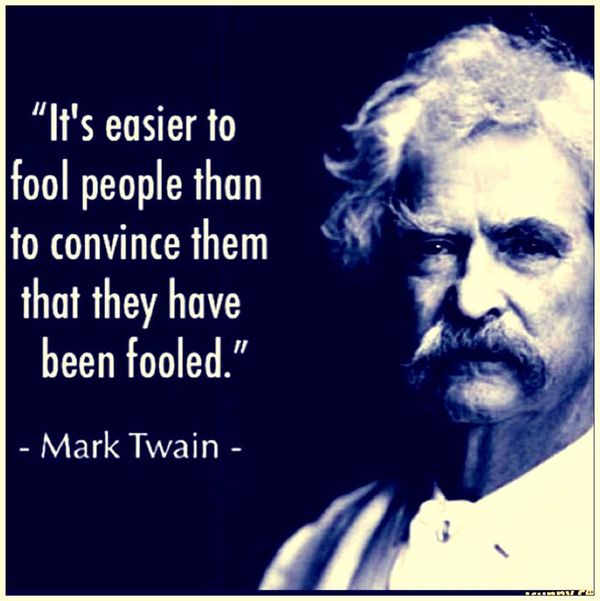 “It's easier to
fool people than
to convince them
that they have
been fooled.”
- Mark Twain -